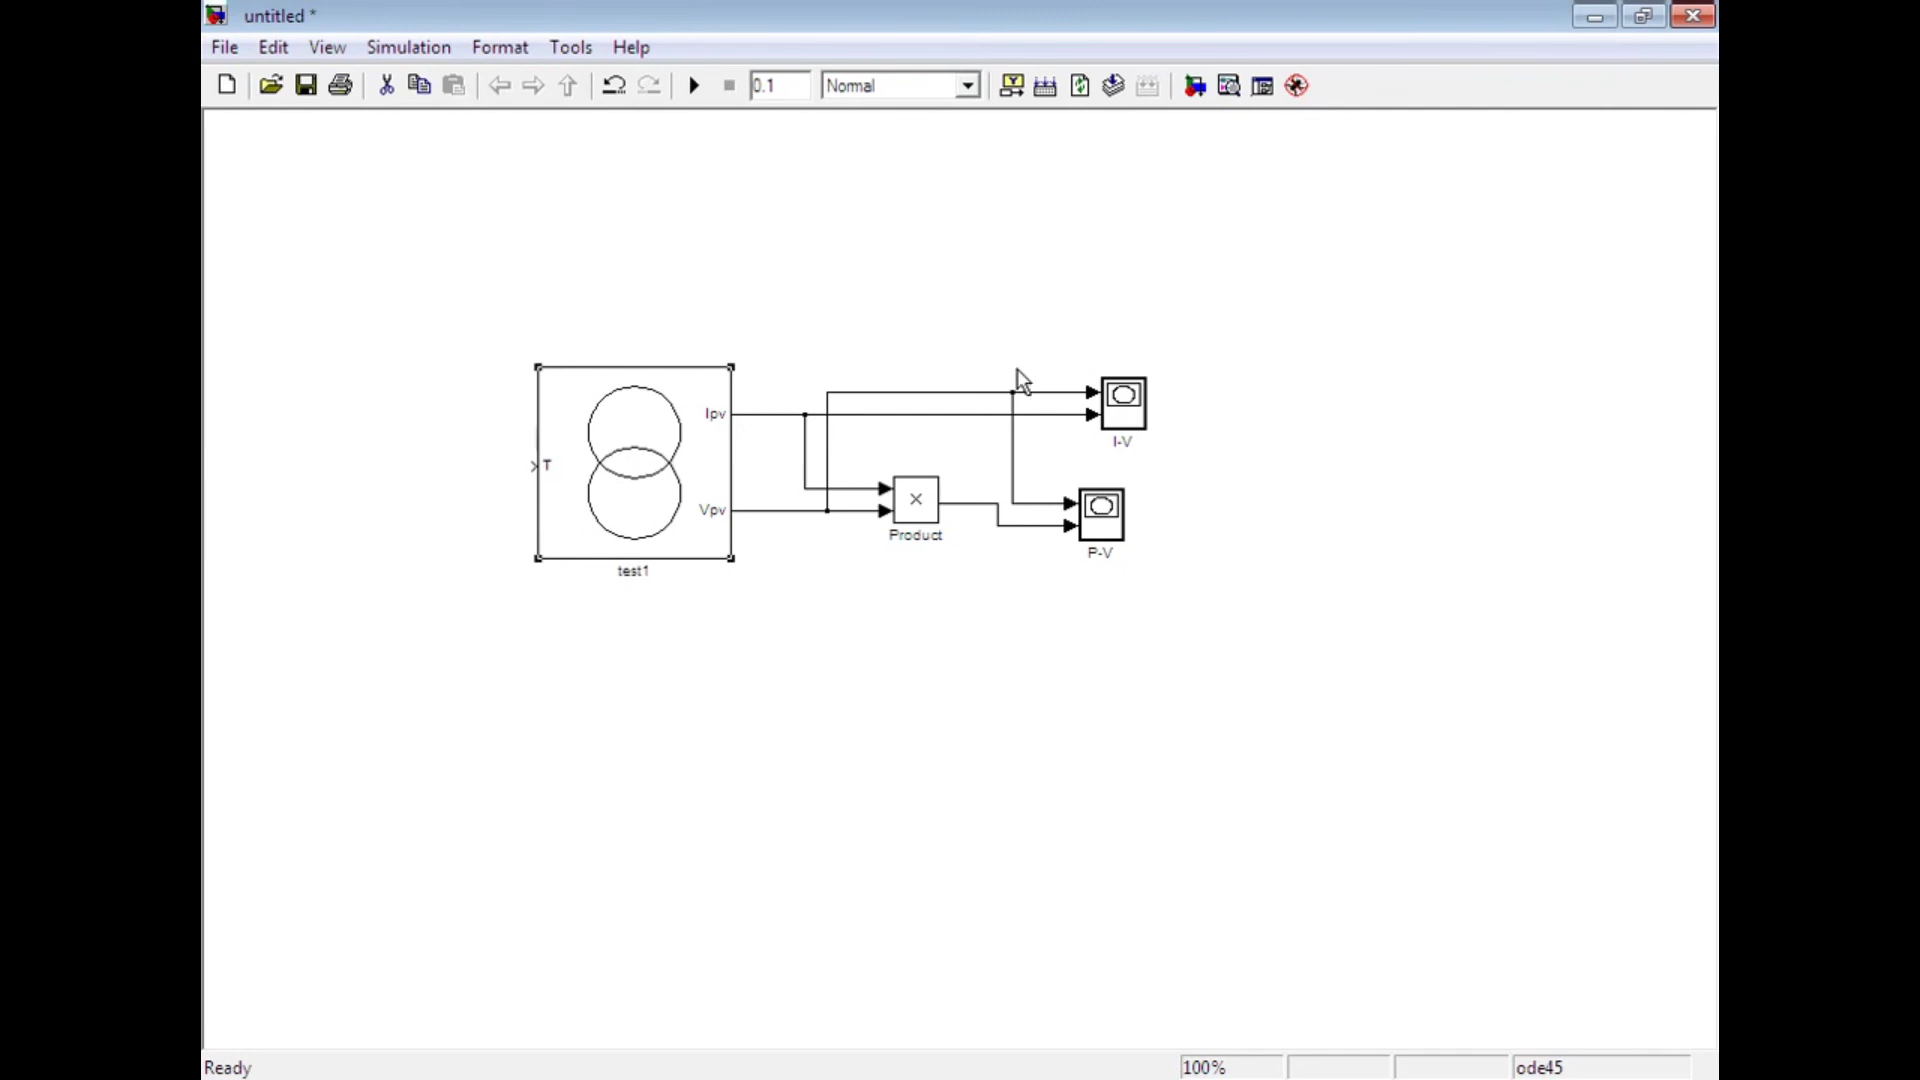 untitled *
File Edit View Simulation Format Tools Help
0.1 Normal
Ipv
I-V
T
Vpv
Product
P-V
test1
Ready 100% ode45